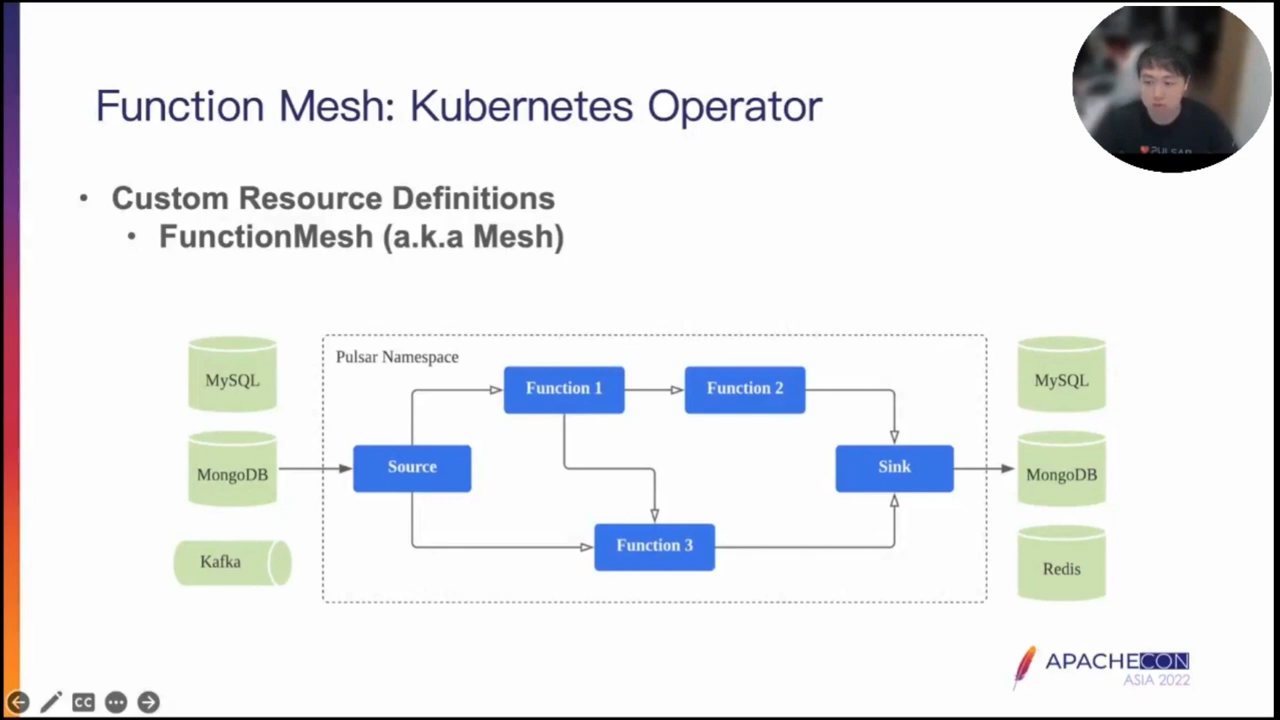 Function Mesh: Kubernetes Operator
PULSAR
• Custom Resource Definitions
• FunctionMesh (a.k.a Mesh)
Pulsar Namespace
MySQL
Function 1
Function 2
MySQL
MongoDB
Source
Sink
MongoDB
Kafka
Function 3
Redis
APACHECON
ASIA 2022
CC